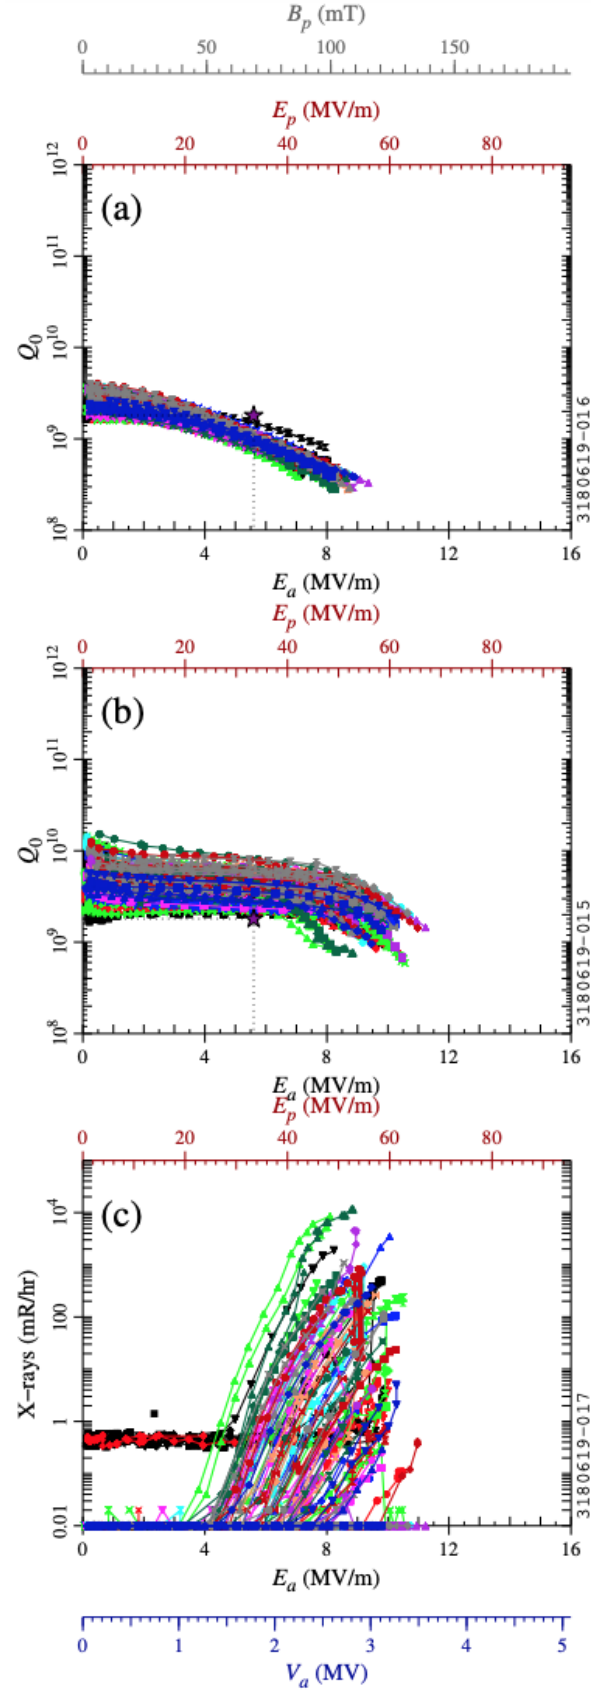 B_p (mT)
0 50 100 150
E_p (MV/m)
0 20 40 60 80
(a)
10^12
10^11
10^10
10^9
10^8
Q_0
3180619-016
0 4 8 12 16
E_a (MV/m)
E_p (MV/m)
0 20 40 60 80
(b)
10^12
10^11
10^10
10^9
10^8
Q_0
3180619-015
0 4 8 12 16
E_a (MV/m)
E_p (MV/m)
0 20 40 60 80
(c)
10^4
100
1
0.01
X-rays (mR/hr)
3180619-017
0 4 8 12 16
E_a (MV/m)
0 1 2 3 4 5
V_a (MV)